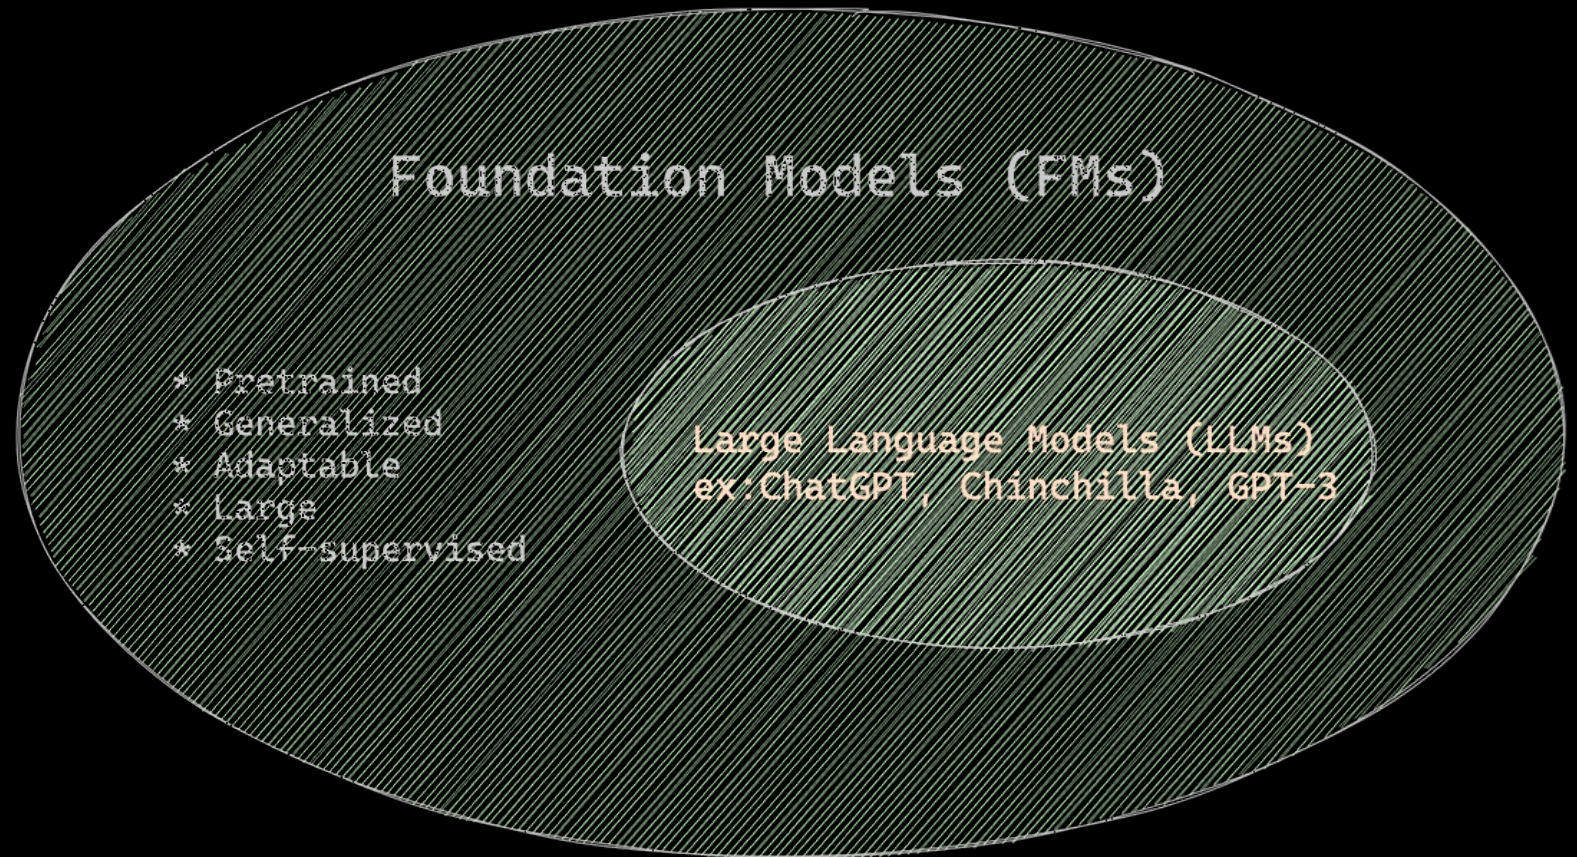 Foundation Models (FMs)
* Pretrained
* Generalized
* Adaptable
* Large
* Self-supervised
Large Language Models (LLMs)
ex:ChatGPT, Chinchilla, GPT-3